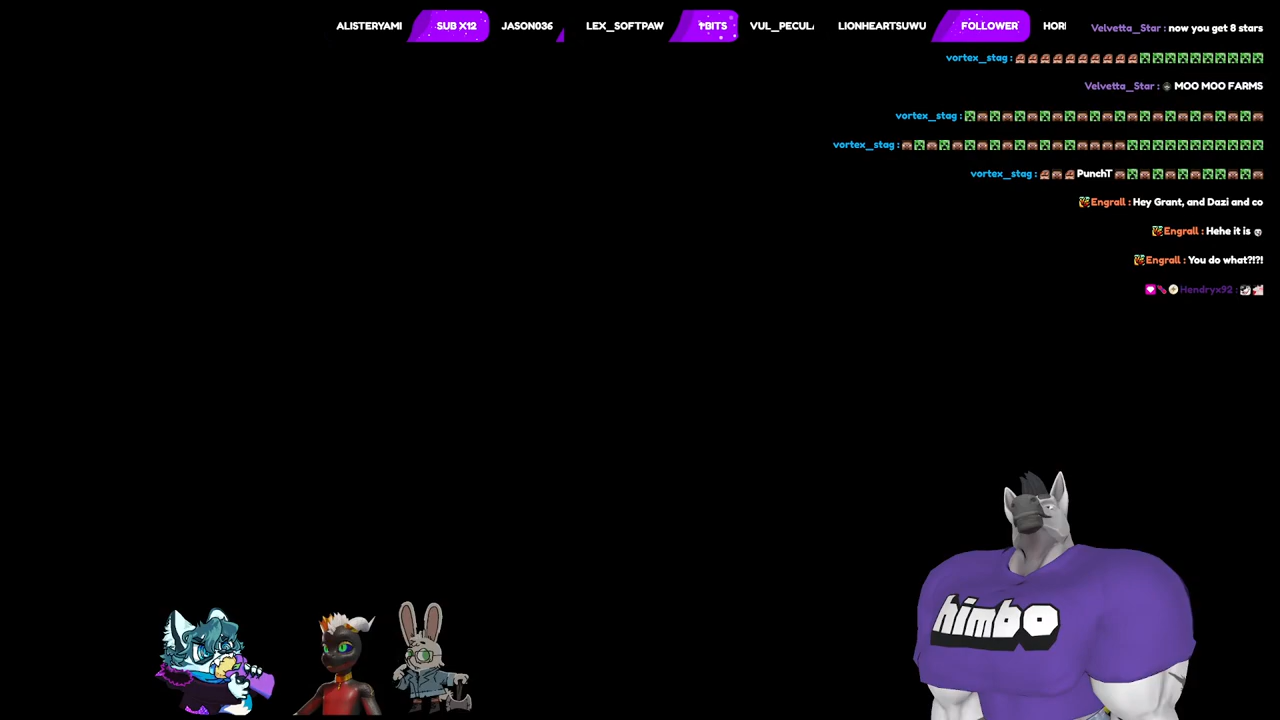 ALISTERYAMI SUB X12 JASON036 LEX_SOFTPAW BITS VUL_PECUL LIONHEARTSUWU FOLLOWER HORI
Velvetta_Star : now you get 8 stars
vortex_stag :
Velvetta_Star : MOO MOO FARMS
vortex_stag :
vortex_stag :
vortex_stag : PunchT
Engrall : Hey Grant, and Dazi and co
Engrall : Hehe it is
Engrall : You do what?!?!
Hendryx92 :
himbo